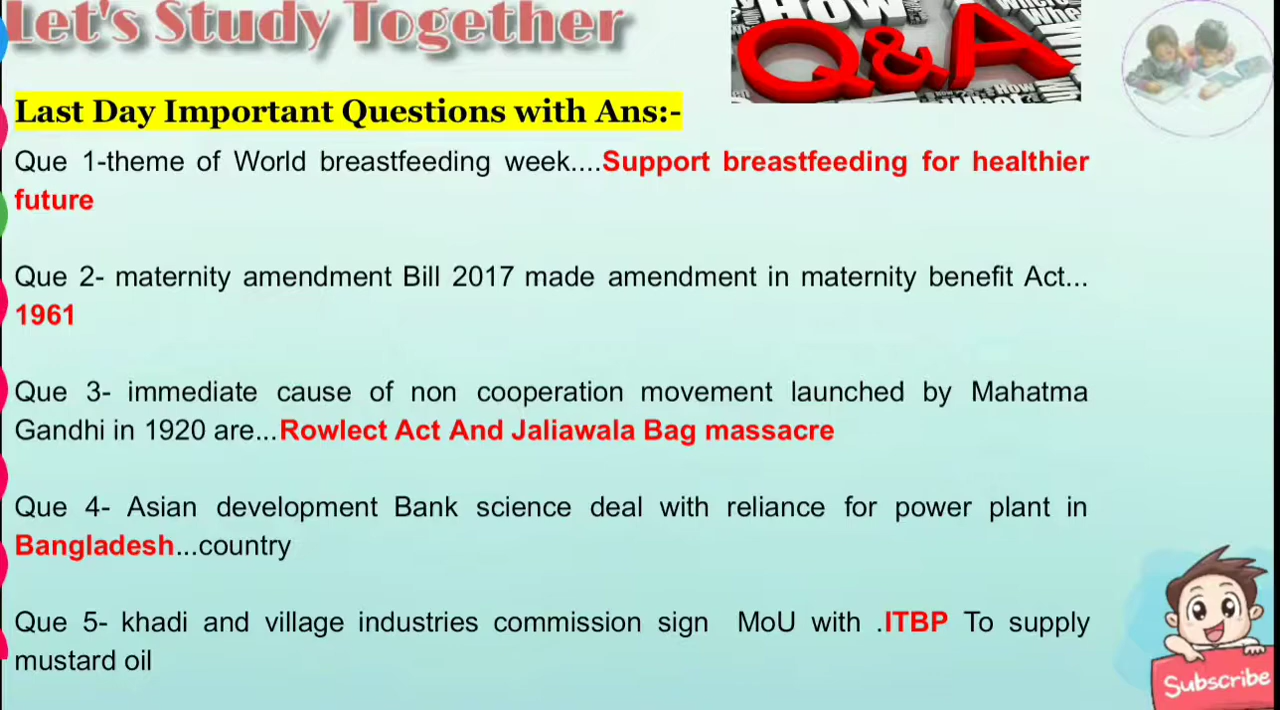 Let's Study Together
How
Q&A
Last Day Important Questions with Ans:-
Que 1-theme of World breastfeeding week....Support breastfeeding for healthier
future
Que 2- maternity amendment Bill 2017 made amendment in maternity benefit Act...
1961
Que 3- immediate cause of non cooperation movement launched by Mahatma
Gandhi in 1920 are...Rowlect Act And Jaliawala Bag massacre
Que 4- Asian development Bank science deal with reliance for power plant in
Bangladesh...country
Que 5- khadi and village industries commission sign MoU with .ITBP To supply
mustard oil
Subscribe